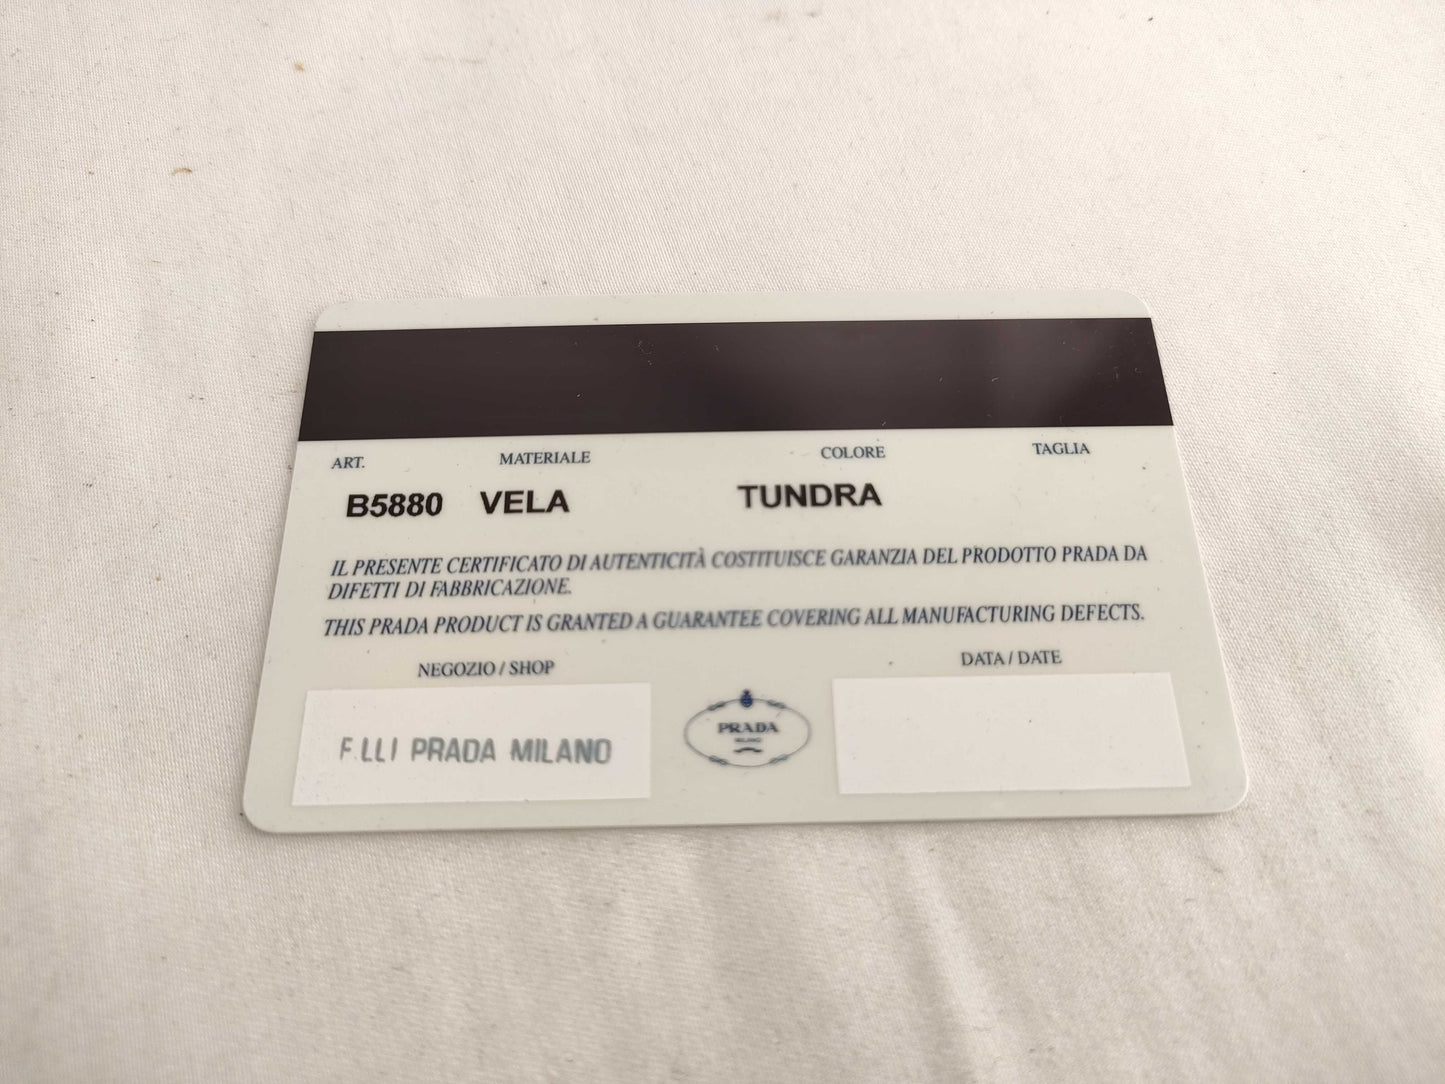 ART. MATERIALE COLORE TAGLIA
B5880 VELA TUNDRA
IL PRESENTE CERTIFICATO DI AUTENTICITÀ COSTITUISCE GARANZIA DEL PRODOTTO PRADA DA
DIFETTI DI FABBRICAZIONE.
THIS PRADA PRODUCT IS GRANTED A GUARANTEE COVERING ALL MANUFACTURING DEFECTS.
NEGOZIO / SHOP DATA / DATE
F.LLI PRADA MILANO
PRADA
MILANO